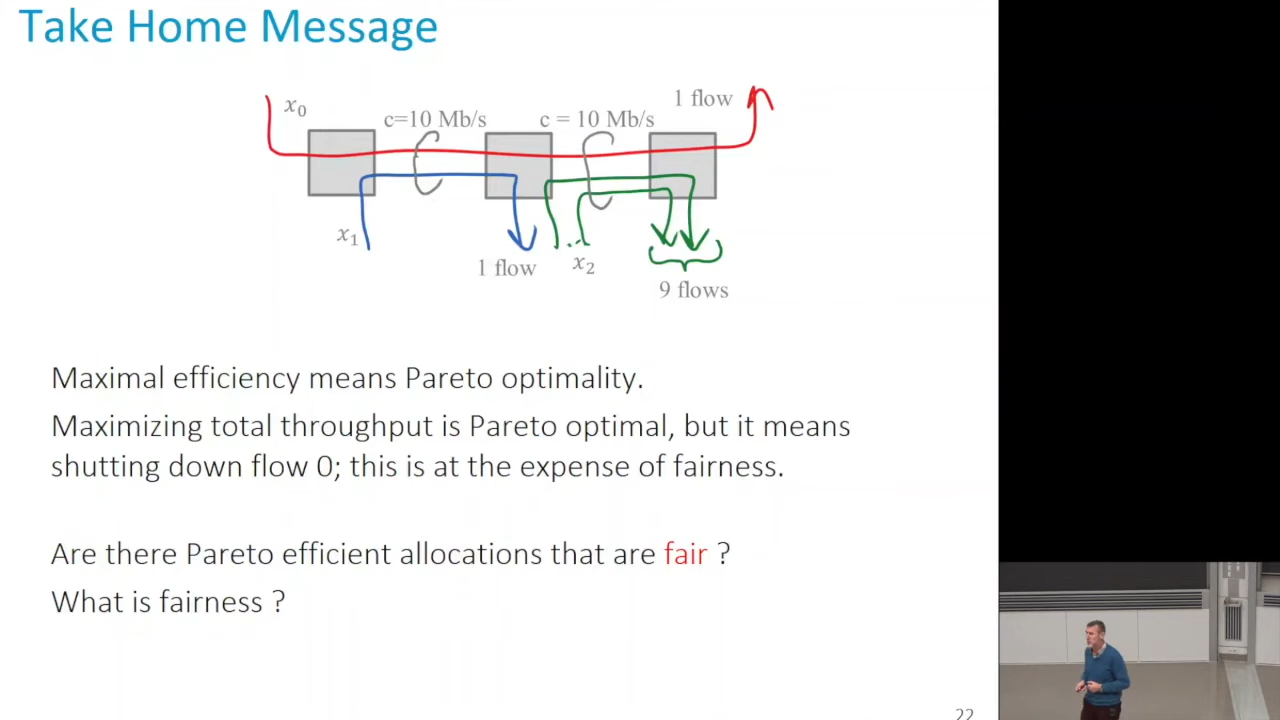 Take Home Message
x₀
c=10 Mb/s
c = 10 Mb/s
1 flow
x₁
1 flow
x₂
9 flows
Maximal efficiency means Pareto optimality.
Maximizing total throughput is Pareto optimal, but it means
shutting down flow 0; this is at the expense of fairness.
Are there Pareto efficient allocations that are fair ?
What is fairness ?
22